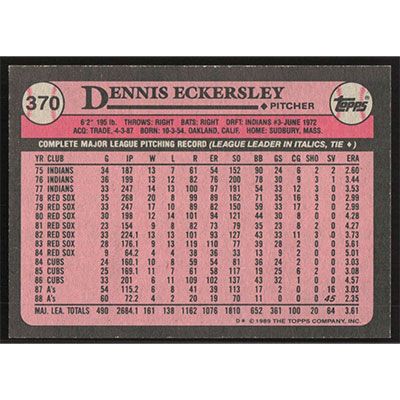 370
DENNIS ECKERSLEY
PITCHER
TOPPS
6'2" 195 lb. THROWS: RIGHT BATS: RIGHT DRFT: INDIANS #3-JUNE 1972
ACQ: TRADE, 4-3-87 BORN: 10-3-54, OAKLAND, CALIF. HOME: SUDBURY, MASS.
COMPLETE MAJOR LEAGUE PITCHING RECORD (LEAGUE LEADER IN ITALICS, TIE ♦)
YR CLUB G IP W L R ER SO BB GS CG SHO SV ERA
75 INDIANS 34 187 13 7 61 54 152 90 24 6 2 2 2.60
76 INDIANS 36 199 13 12 82 76 200 78 30 9 3 1 3.44
77 INDIANS 33 247 14 13 100 97 191 54 33 12 3 0 3.53
78 RED SOX 35 268 20 8 99 89 162 71 35 16 3 0 2.99
79 RED SOX 33 247 17 10 89 82 150 59 33 17 2 0 2.99
80 RED SOX 30 198 12 14 101 94 121 44 30 8 0 0
81 RED SOX 23 154 9 8 82 73 79 35 23 8 2 0 4.27
82 RED SOX 33 224.1 13 13 101 93 127 43 33 11 3 0 3.73
83 RED SOX 28 176.1 9 13 119 110 77 39 28 2 0 0 5.61
84 RED SOX 9 64.2 4 4 38 36 33 13 9 2 0 0 5.01
84 CUBS 24 160.1 10 8 59 54 81 36 24 2 0 0 3.03
85 CUBS 25 169.1 11 7 61 58 117 19 25 6 2 0 3.08
86 CUBS 33 201 6 11 109 102 137 43 32 1 0 0 4.57
87 A's 54 115.2 6 8 41 39 113 17 2 0 0 16 3.03
88 A's 60 72.2 4 2 20 19 70 11 0 0 0 45 2.35
MAJ. LEA. TOTALS 490 2684.1 161 138 1162 1076 1810 652 361 100 20 64 3.61
© 1989 THE TOPPS COMPANY, INC.